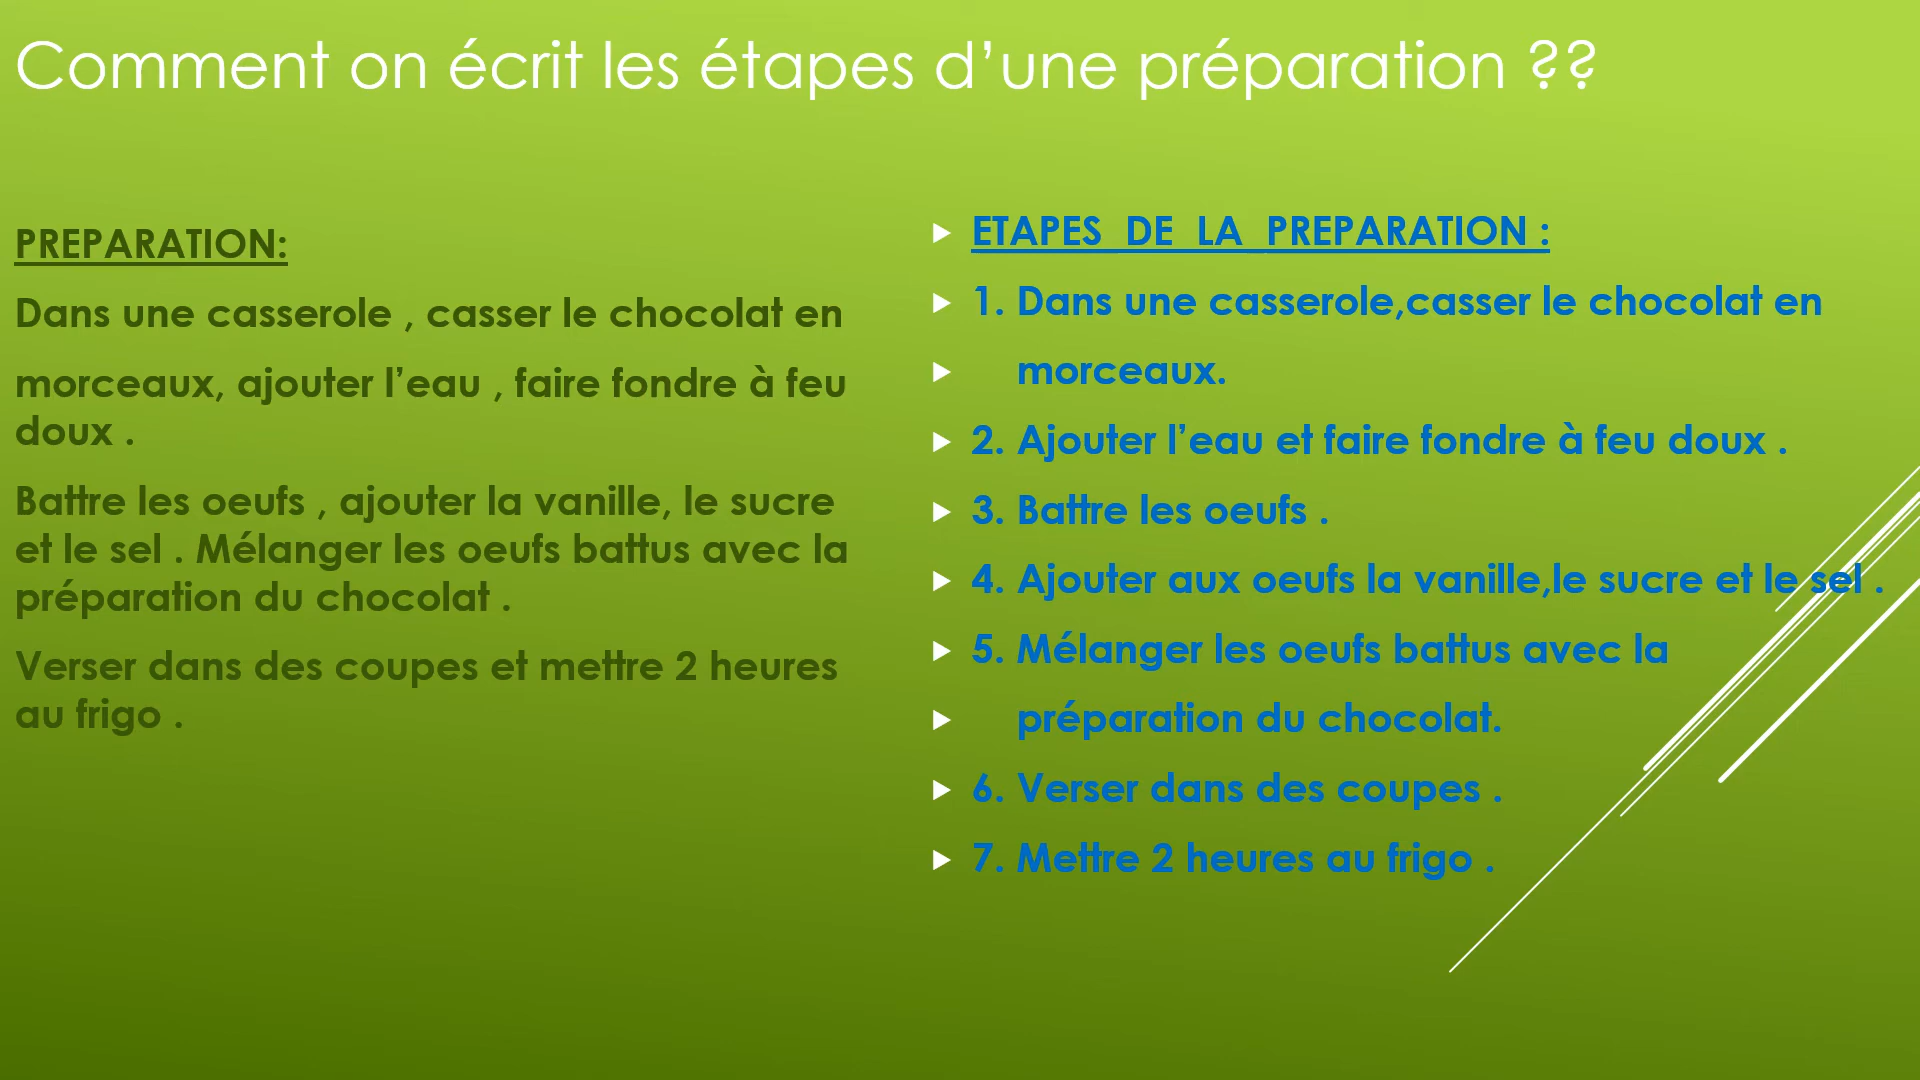 Comment on écrit les étapes d’une préparation ??
PREPARATION:
Dans une casserole , casser le chocolat en
morceaux, ajouter l’eau , faire fondre à feu
doux .
Battre les oeufs , ajouter la vanille, le sucre
et le sel . Mélanger les oeufs battus avec la
préparation du chocolat .
Verser dans des coupes et mettre 2 heures
au frigo .
ETAPES DE LA PREPARATION :
1. Dans une casserole,casser le chocolat en
morceaux.
2. Ajouter l’eau et faire fondre à feu doux .
3. Battre les oeufs .
4. Ajouter aux oeufs la vanille,le sucre et le sel .
5. Mélanger les oeufs battus avec la
préparation du chocolat.
6. Verser dans des coupes .
7. Mettre 2 heures au frigo .